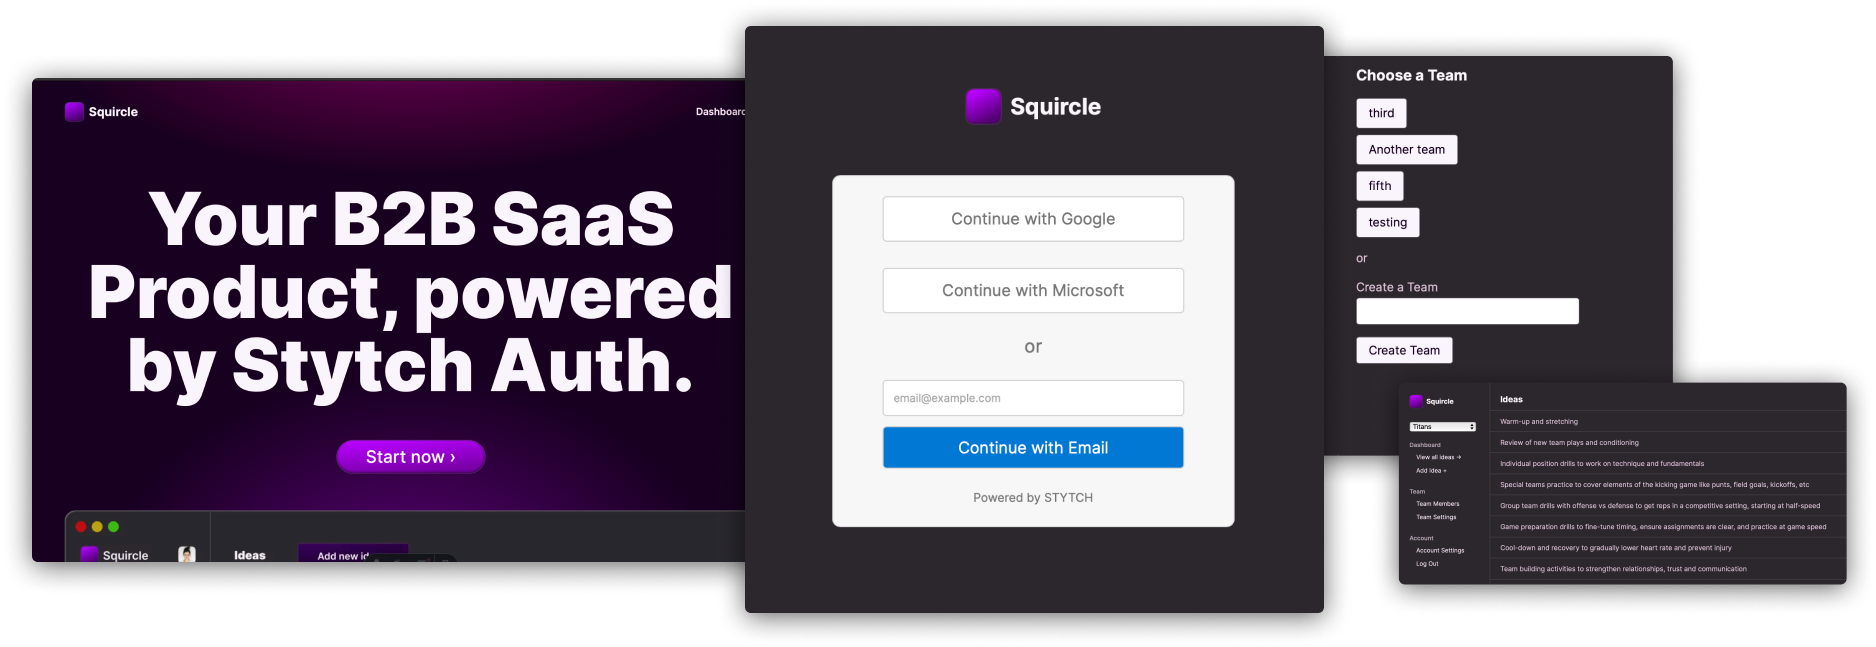 Squircle
Dashboard
Your B2B SaaS
Product, powered
by Stytch Auth.
Start now ›
Squircle
Ideas
Add new
Squircle
Continue with Google
Continue with Microsoft
or
email@example.com
Continue with Email
Powered by STYTCH
Choose a Team
third
Another team
fifth
testing
or
Create a Team
Create Team
Squircle
Titans
Dashboard
View all ideas →
Add Idea +
Team
Team Members
Team Settings
Account
Account Settings
Log Out
Ideas
Warm-up and stretching
Review of new team plays and conditioning
Individual position drills to work on technique and fundamentals
Special teams practice to cover elements of the kicking game like punts, field goals, kickoffs, etc
Group team drills with offense vs defense to get reps in a competitive setting, starting at half-speed
Game preparation drills to fine-tune timing, ensure assignments are clear, and practice at game speed
Cool-down and recovery to gradually lower heart rate and prevent injury
Team building activities to strengthen relationships, trust and communication